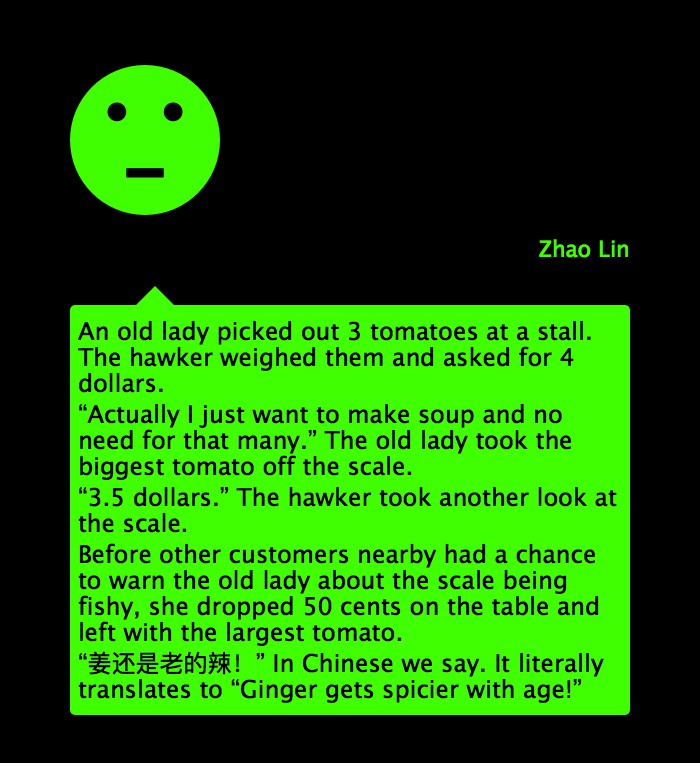 Zhao Lin
An old lady picked out 3 tomatoes at a stall.
The hawker weighed them and asked for 4
dollars.
“Actually I just want to make soup and no
need for that many.” The old lady took the
biggest tomato off the scale.
“3.5 dollars.” The hawker took another look at
the scale.
Before other customers nearby had a chance
to warn the old lady about the scale being
fishy, she dropped 50 cents on the table and
left with the largest tomato.
“姜还是老的辣！” In Chinese we say. It literally
translates to “Ginger gets spicier with age!”